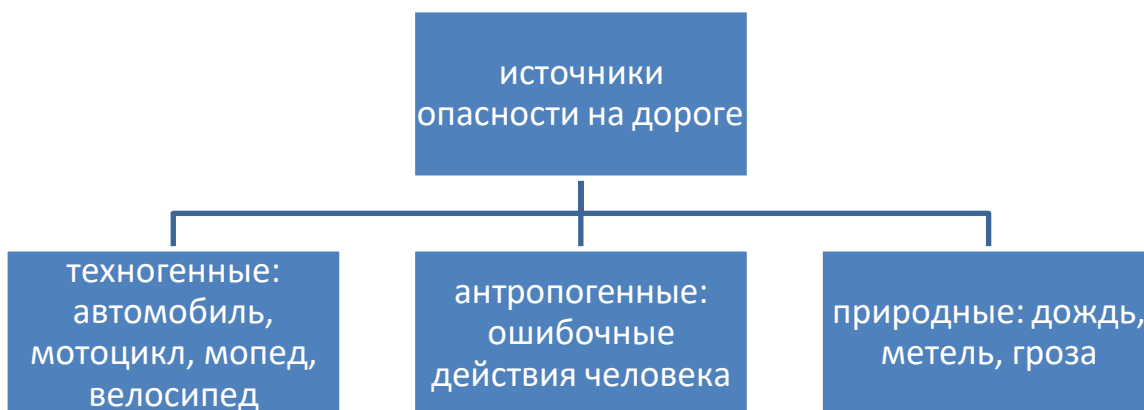 источники
опасности на дороге
техногенные:
автомобиль,
мотоцикл, мопед,
велосипед
антропогенные:
ошибочные
действия человека
природные: дождь,
метель, гроза